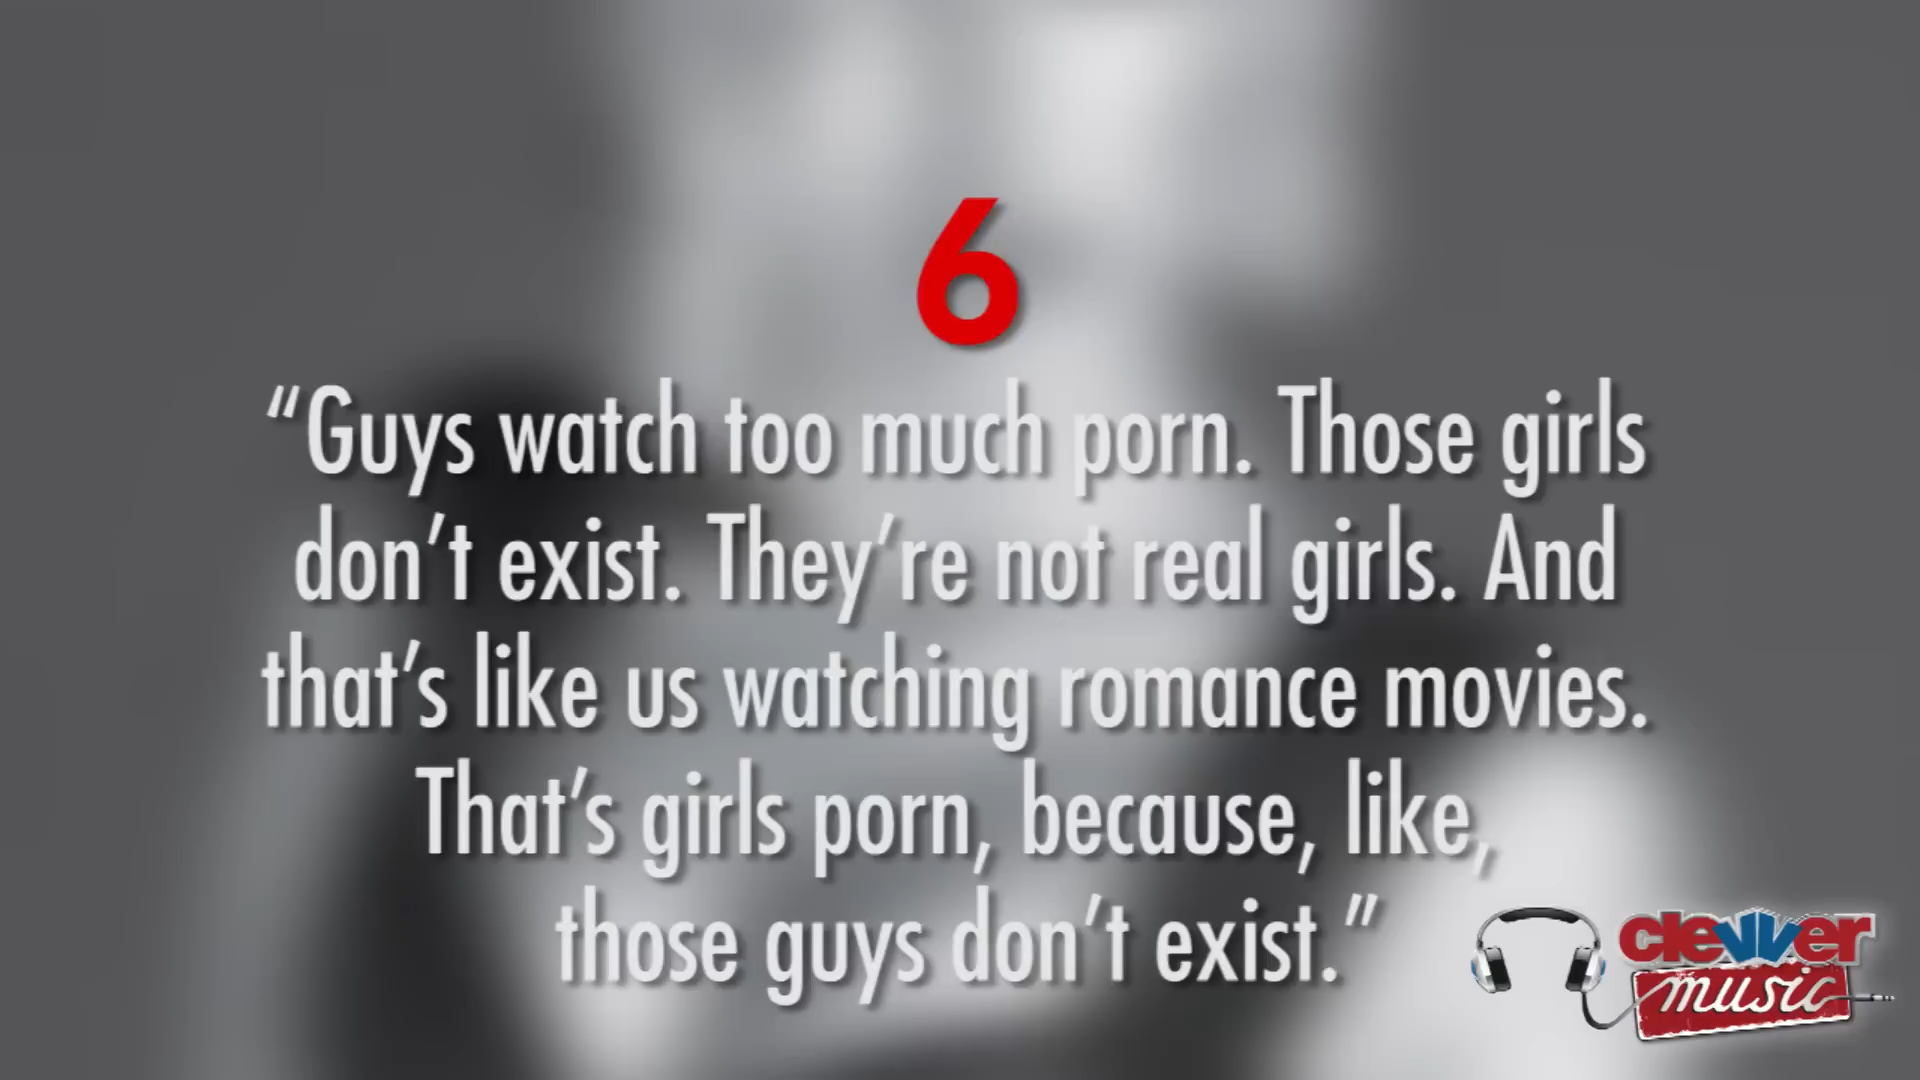 6
“Guys watch too much porn. Those girls
don’t exist. They’re not real girls. And
that’s like us watching romance movies.
That’s girls porn, because, like,
those guys don’t exist.”
clevver
music